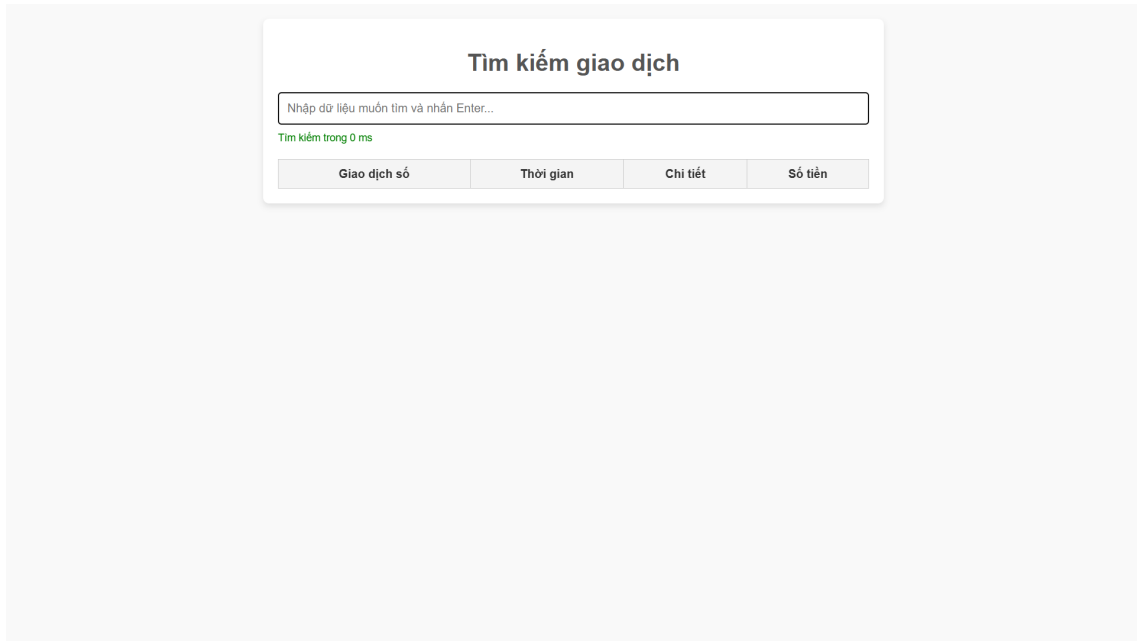 Tìm kiếm giao dịch
Nhập dữ liệu muốn tìm và nhấn Enter...
Tìm kiếm trong 0 ms
Giao dịch số Thời gian Chi tiết Số tiền